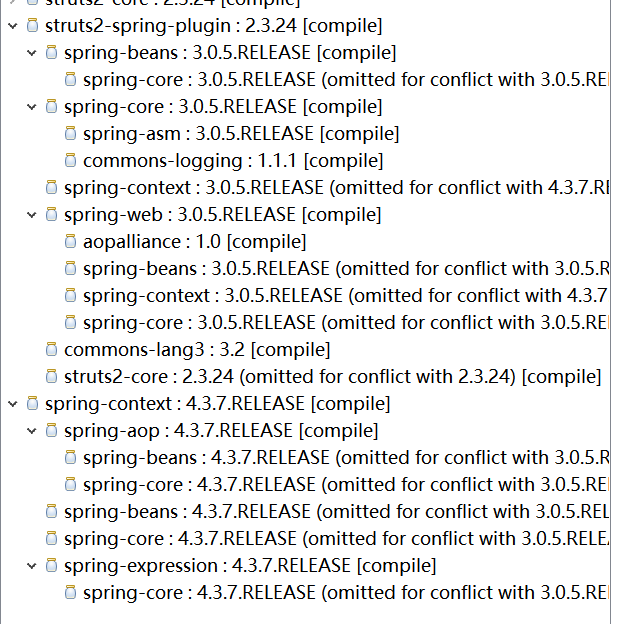 struts2-core : 2.3.24 [compile]
struts2-spring-plugin : 2.3.24 [compile]
spring-beans : 3.0.5.RELEASE [compile]
spring-core : 3.0.5.RELEASE (omitted for conflict with 3.0.5.REL
spring-core : 3.0.5.RELEASE [compile]
spring-asm : 3.0.5.RELEASE [compile]
commons-logging : 1.1.1 [compile]
spring-context : 3.0.5.RELEASE (omitted for conflict with 4.3.7.RE
spring-web : 3.0.5.RELEASE [compile]
aopalliance : 1.0 [compile]
spring-beans : 3.0.5.RELEASE (omitted for conflict with 3.0.5.R
spring-context : 3.0.5.RELEASE (omitted for conflict with 4.3.7
spring-core : 3.0.5.RELEASE (omitted for conflict with 3.0.5.REL
commons-lang3 : 3.2 [compile]
struts2-core : 2.3.24 (omitted for conflict with 2.3.24) [compile]
spring-context : 4.3.7.RELEASE [compile]
spring-aop : 4.3.7.RELEASE [compile]
spring-beans : 4.3.7.RELEASE (omitted for conflict with 3.0.5.R
spring-core : 4.3.7.RELEASE (omitted for conflict with 3.0.5.REL
spring-beans : 4.3.7.RELEASE (omitted for conflict with 3.0.5.REL
spring-core : 4.3.7.RELEASE (omitted for conflict with 3.0.5.RELEA
spring-expression : 4.3.7.RELEASE [compile]
spring-core : 4.3.7.RELEASE (omitted for conflict with 3.0.5.REL